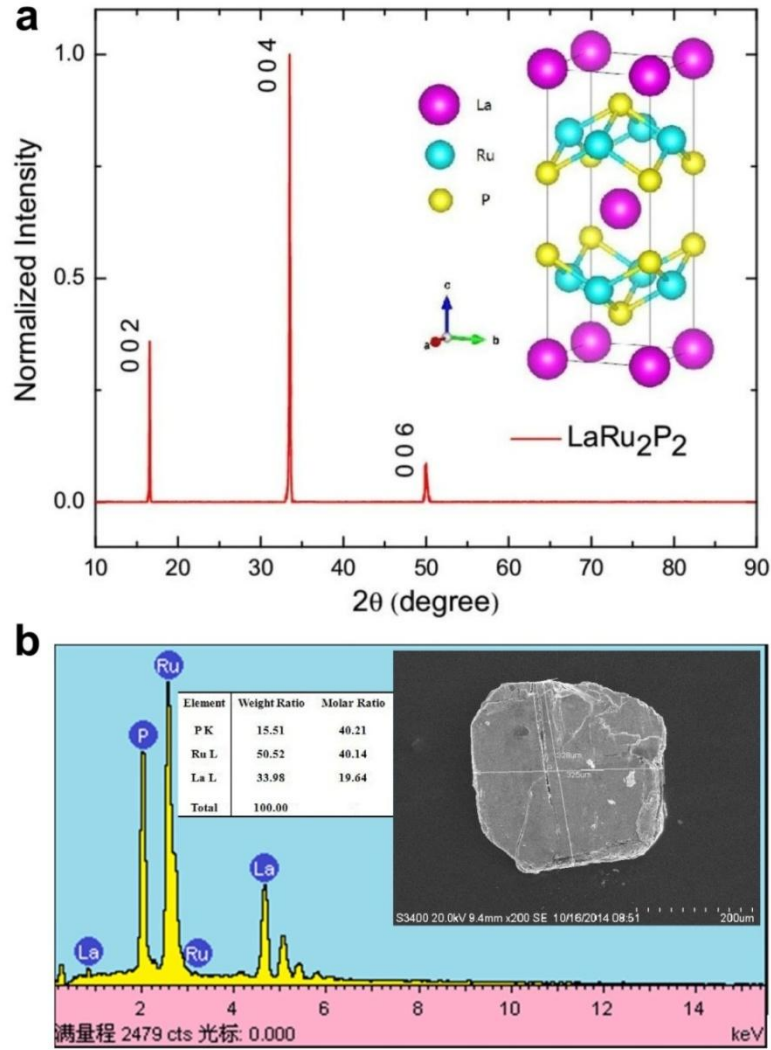 a
1.0
0.5
0.0
Normalized Intensity
0 0 2
0 0 4
0 0 6
La
Ru
P
c
a
b
LaRu2P2
10 20 30 40 50 60 70 80 90
2θ (degree)
b
La
P
Ru
Ru
La
Element Weight Ratio Molar Ratio
P K 15.51 40.21
Ru L 50.52 40.14
La L 33.98 19.64
Total 100.00
325um
S3400 20.0kV 9.4mm x200 SE 10/16/2014 09:51
200um
2 4 6 8 10 12 14
满量程 2479 cts 光标: 0.000
keV